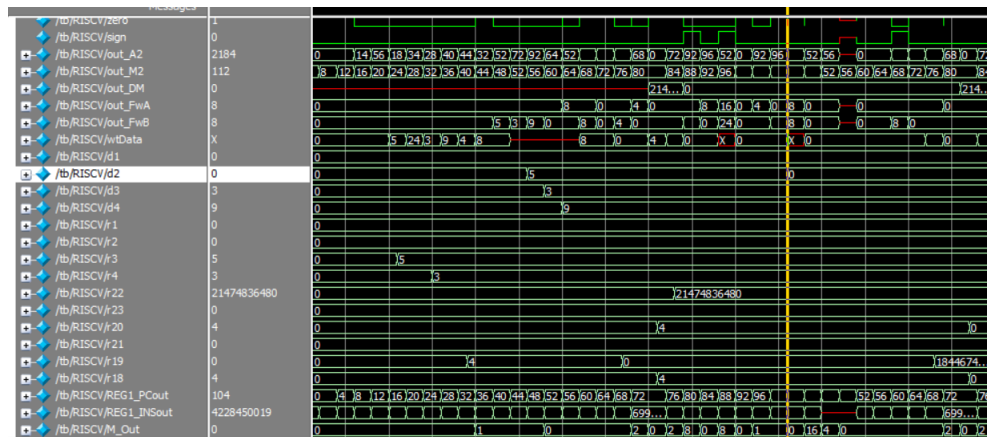 Messages
/tb/RISCV/zero 1
/tb/RISCV/sign 0
/tb/RISCV/out_A2 2184 0 14 56 18 34 28 40 44 32 52 72 92 64 52 68 0 72 92 96 52 0 92 96 52 56 0 68 0
/tb/RISCV/out_M2 112 8 12 16 20 24 28 32 36 40 44 48 52 56 60 64 68 72 76 80 84 88 92 96 52 56 60 64 68 72 76 80
/tb/RISCV/out_DM 0 214... 0 214...
/tb/RISCV/out_FwA 8 0 8 0 4 0 8 16 0 4 0 8 0 0 0
/tb/RISCV/out_FwB 8 0 5 3 9 0 8 0 4 0 0 24 0 8 0 0 8 0
/tb/RISCV/wtData X 0 5 24 3 9 4 8 8 0 4 0 X 0 X 0 0
/tb/RISCV/d1 0 0
/tb/RISCV/d2 0 0 5 0
/tb/RISCV/d3 3 0 3
/tb/RISCV/d4 9 0 9
/tb/RISCV/r1 0 0
/tb/RISCV/r2 0 0
/tb/RISCV/r3 5 0 5
/tb/RISCV/r4 3 0 3
/tb/RISCV/r22 21474836480 0 21474836480
/tb/RISCV/r23 0 0
/tb/RISCV/r20 4 0 4 0
/tb/RISCV/r21 0 0
/tb/RISCV/r19 0 0 4 0 1844674...
/tb/RISCV/r18 4 0 4 0
/tb/RISCV/REG1_PCout 104 0 4 8 12 16 20 24 28 32 36 40 44 48 52 56 60 64 68 72 76 80 84 88 92 96 52 56 60 64 68 72
/tb/RISCV/REG1_INSout 4228450019 699... 699...
/tb/RISCV/M_Out 0 0 1 0 2 0 2 8 0 8 0 1 0 16 4 0 2 0 2